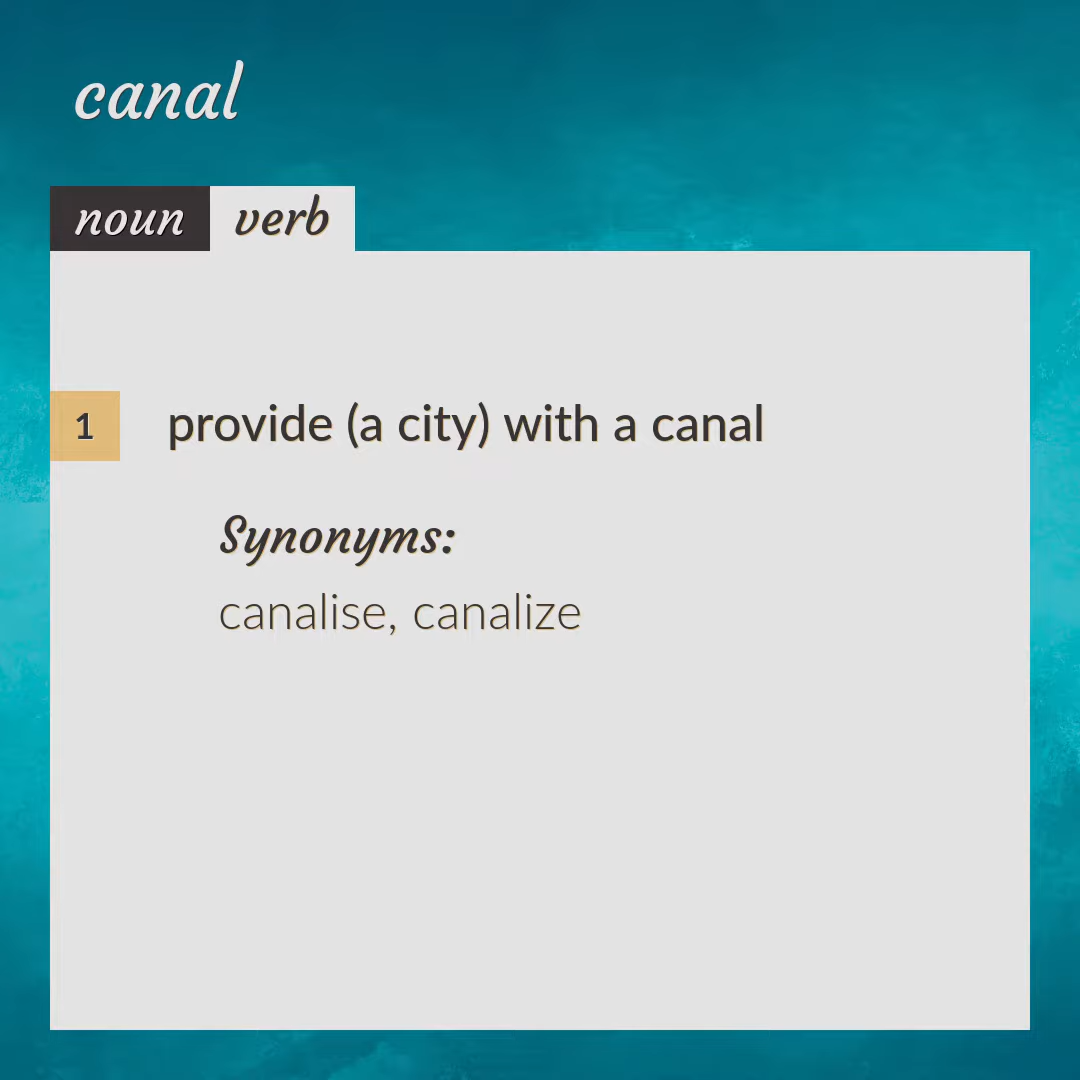 canal
noun verb
1 provide (a city) with a canal
Synonyms:
canalise, canalize